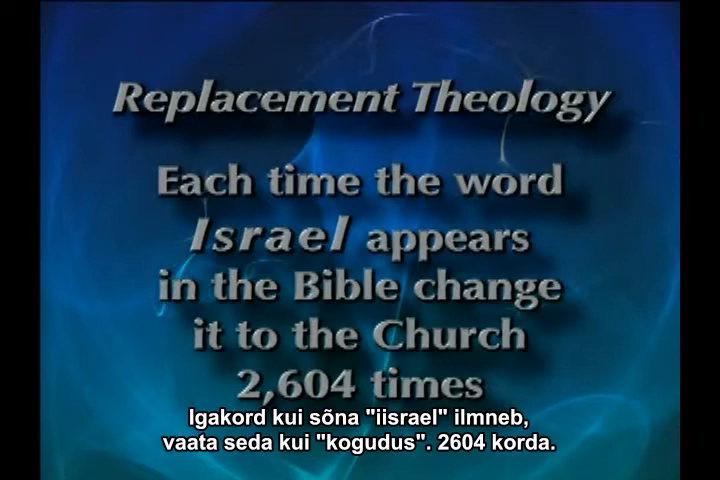 Replacement Theology
Each time the word
Israel appears
in the Bible change
it to the Church
2,604 times
Igakord kui sõna "iisrael" ilmneb,
vaata seda kui "kogudus". 2604 korda.